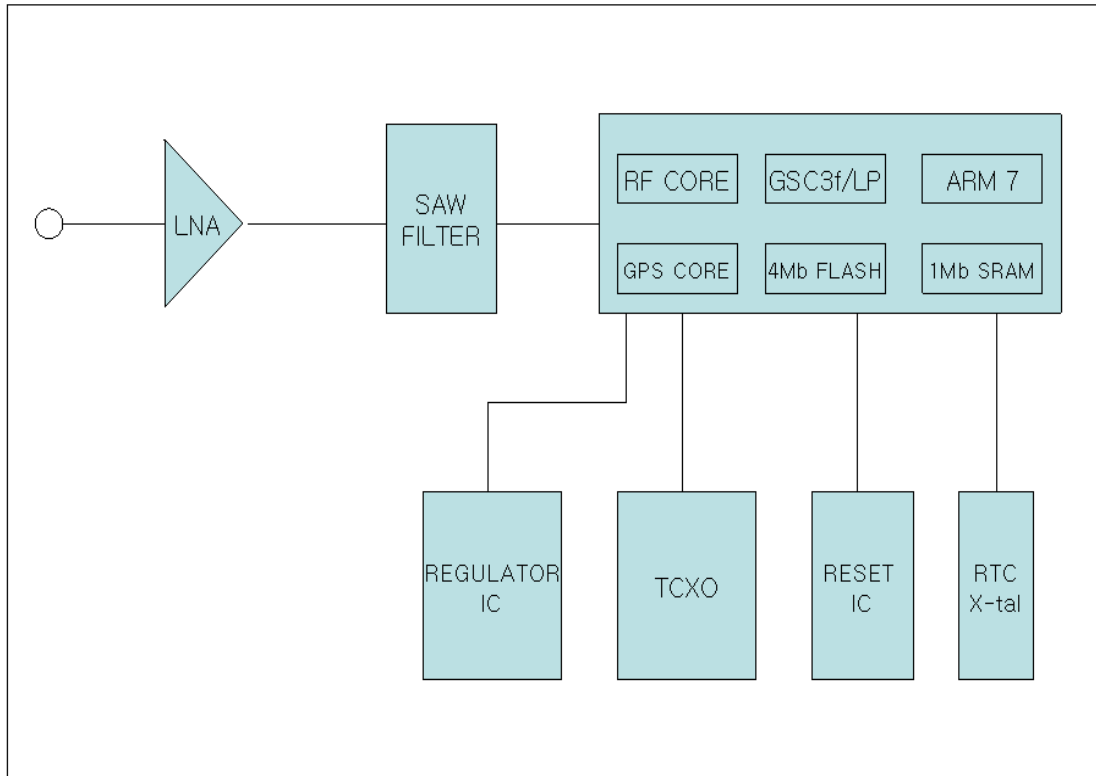 LNA
SAW
FILTER
RF CORE
GSC3f/LP
ARM 7
GPS CORE
4Mb FLASH
1Mb SRAM
REGULATOR
IC
TCXO
RESET
IC
RTC
X-tal